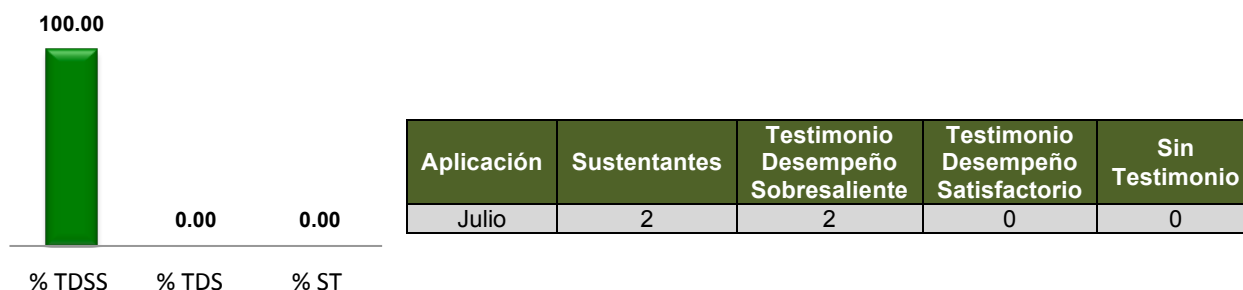 100.00
0.00
0.00
% TDSS
% TDS
% ST
Aplicación
Sustentantes
Testimonio
Desempeño
Sobresaliente
Testimonio
Desempeño
Satisfactorio
Sin
Testimonio
Julio
2
2
0
0